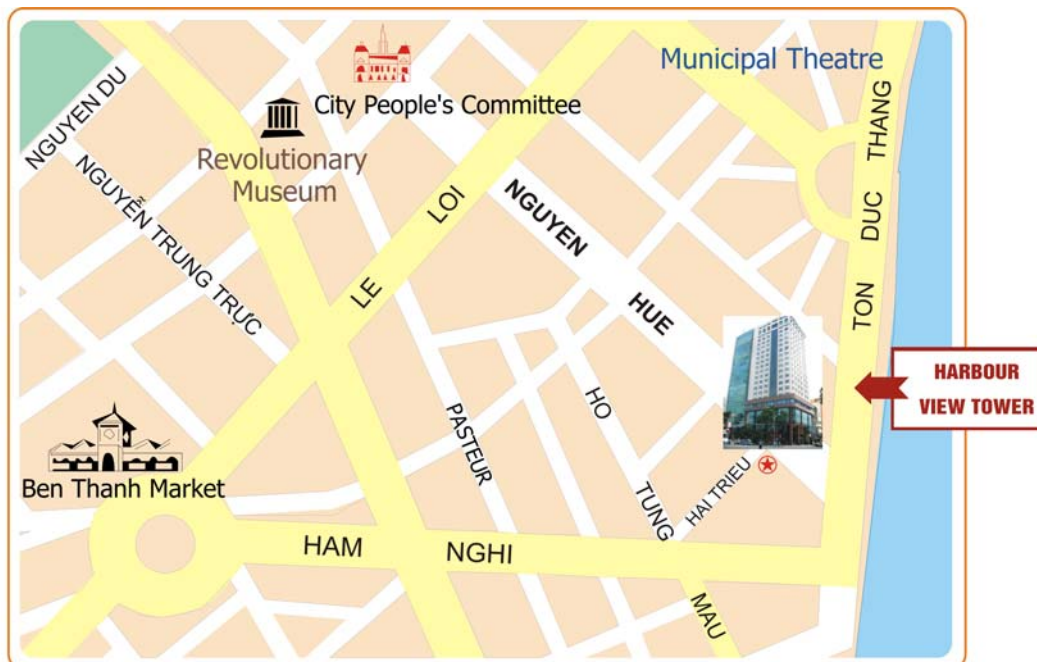 Municipal Theatre
City People's Committee
Revolutionary
Museum
NGUYEN DU
NGUYỄN TRUNG TRỰC
LE LOI
NGUYEN HUE
TON DUC THANG
HARBOUR
VIEW TOWER
PASTEUR
HO TUNG MAU
HAI TRIEU
Ben Thanh Market
HAM NGHI